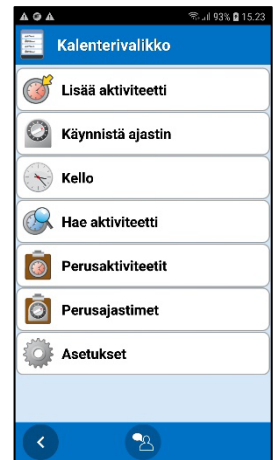 93% 15.23
Kalenterivalikko
Lisää aktiviteetti
Käynnistä ajastin
Kello
Hae aktiviteetti
Perusaktiviteetit
Perusajastimet
Asetukset